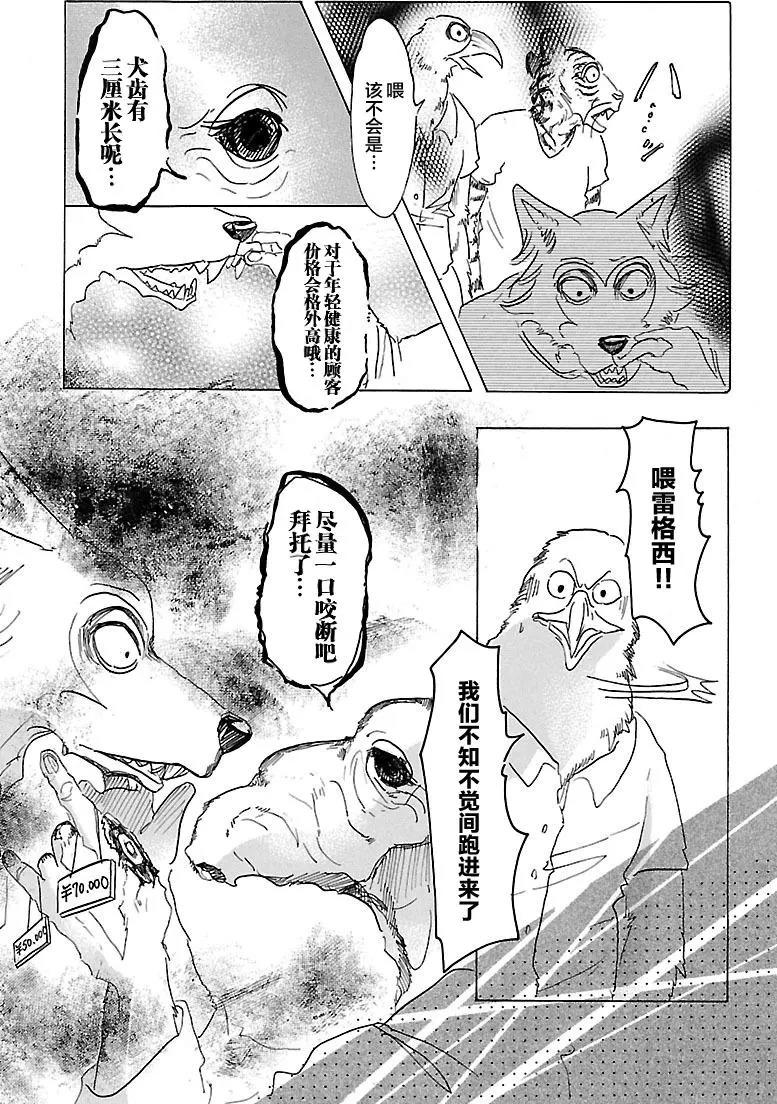 喂
该不会是…
犬齿有
三厘米长呢…
对于年轻健康的顾客
价格会格外高哦…
喂雷格西!!
我们不知不觉间跑进来了
尽量一口咬断吧
拜托了…
¥70.000
¥50.000